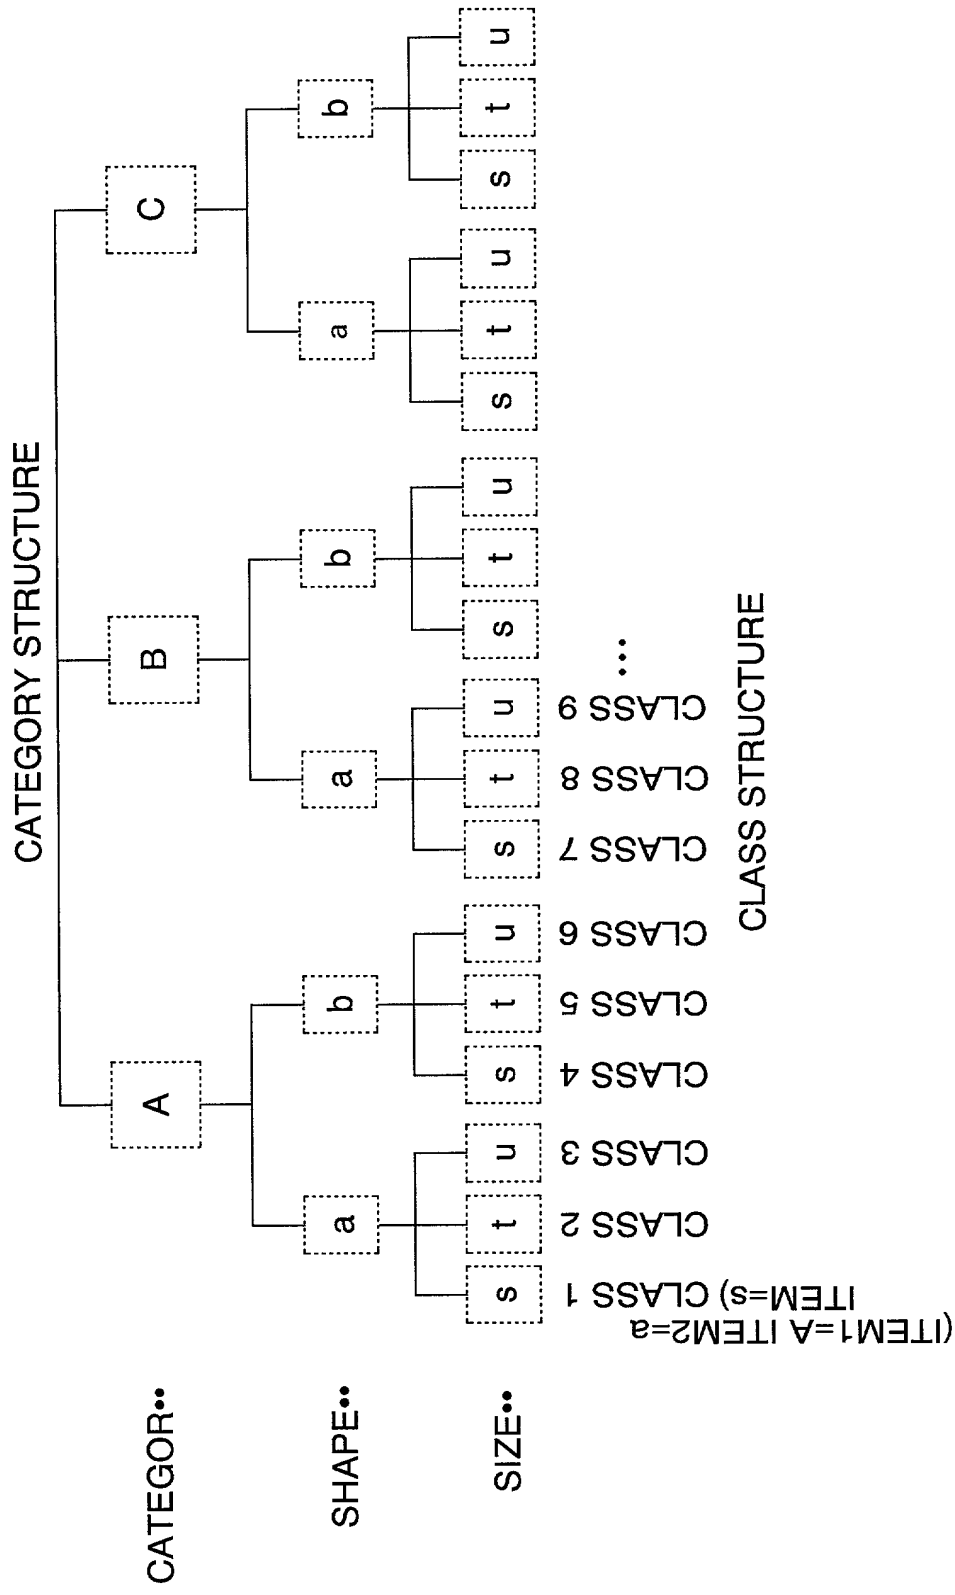 CATEGORY STRUCTURE
CATEGOR••
A
B
C
SHAPE••
a
b
a
b
a
b
SIZE••
s
t
u
s
t
u
s
t
u
s
t
u
s
t
u
s
t
u
CLASS 1
CLASS 2
CLASS 3
CLASS 4
CLASS 5
CLASS 6
CLASS 7
CLASS 8
CLASS 9
...
(ITEM1=A ITEM2=a
ITEM=s)
CLASS STRUCTURE